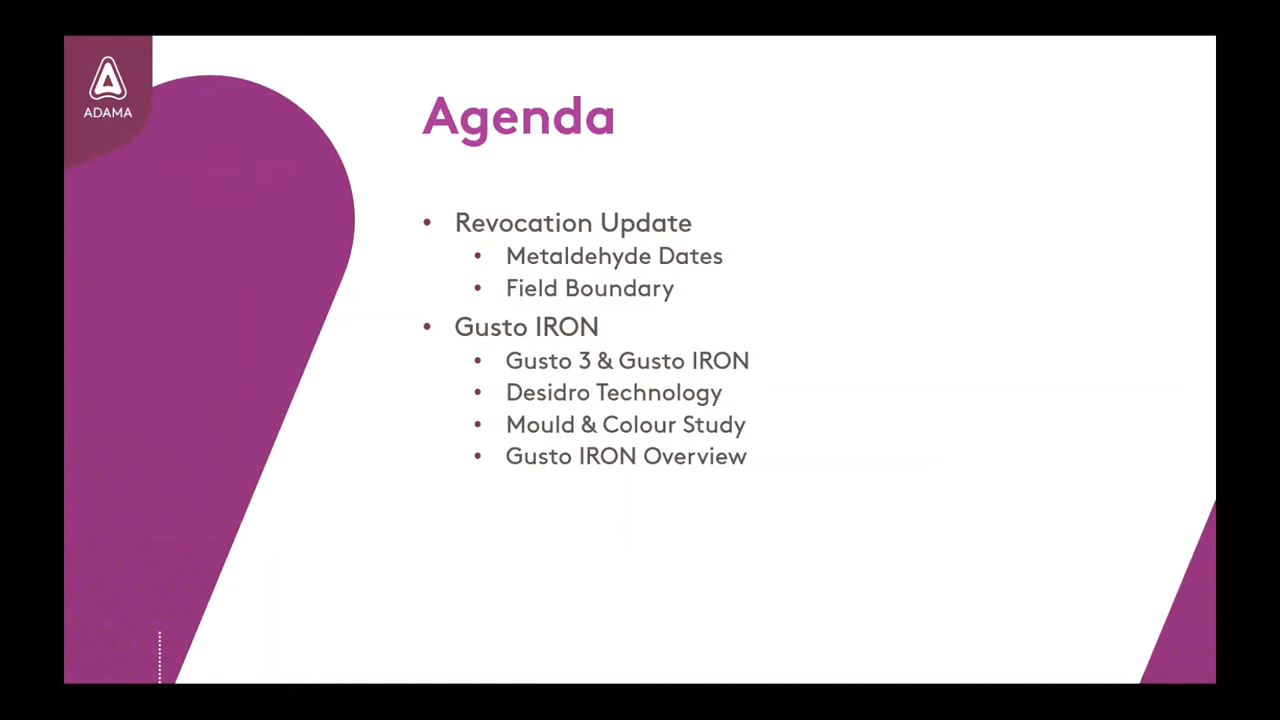 ADAMA
Agenda
• Revocation Update
• Metaldehyde Dates
• Field Boundary
• Gusto IRON
• Gusto 3 & Gusto IRON
• Desidro Technology
• Mould & Colour Study
• Gusto IRON Overview